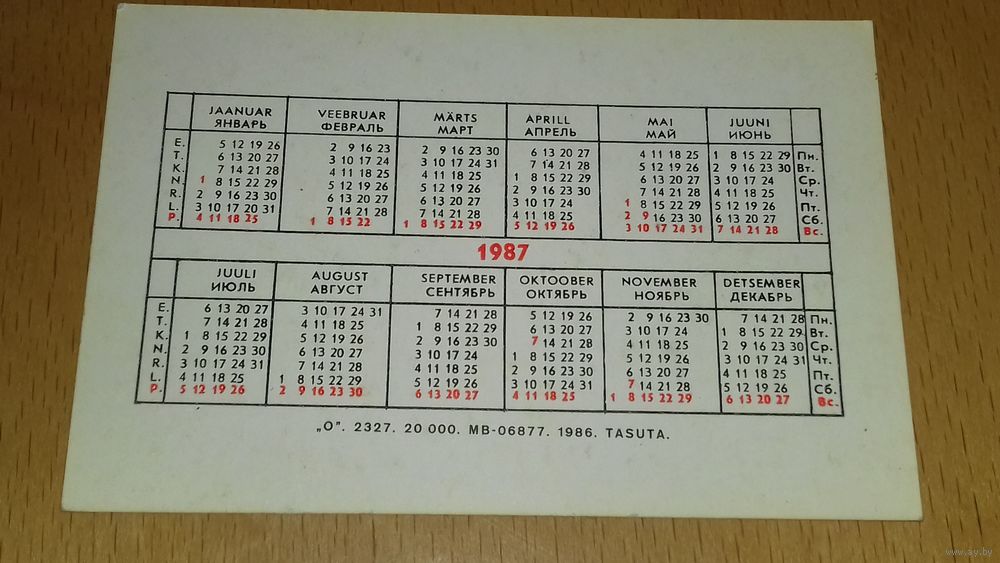 JAANUAR VEEBRUAR MÄRTS APRILL MAI JUUNI
ЯНВАРЬ ФЕВРАЛЬ МАРТ АПРЕЛЬ МАЙ ИЮНЬ
E. 5 12 19 26 2 9 16 23 2 9 16 23 30 6 13 20 27 4 11 18 25 1 8 15 22 29 Пн.
T. 6 13 20 27 3 10 17 24 3 10 17 24 31 7 14 21 28 5 12 19 26 2 9 16 23 30 Вт.
K. 7 14 21 28 4 11 18 25 4 11 18 25 1 8 15 22 29 6 13 20 27 3 10 17 24 Ср.
N. 1 8 15 22 29 5 12 19 26 5 12 19 26 2 9 16 23 30 7 14 21 28 4 11 18 25 Чт.
R. 2 9 16 23 30 6 13 20 27 6 13 20 27 3 10 17 24 1 8 15 22 29 5 12 19 26 Пт.
L. 3 10 17 20 31 7 14 21 28 7 14 21 28 4 11 18 25 2 9 16 23 30 6 13 20 27 Сб.
P. 4 11 18 25 1 8 15 22 1 8 15 22 29 5 12 19 26 3 10 17 24 31 7 14 21 28 Вс.
1987
JUULI AUGUST SEPTEMBER OKTOOBER NOVEMBER DETSEMBER
ИЮЛЬ АВГУСТ СЕНТЯБРЬ ОКТЯБРЬ НОЯБРЬ ДЕКАБРЬ
E. 6 13 20 27 3 10 17 24 31 7 14 21 28 5 12 19 26 2 9 16 23 30 7 14 21 28 Пн.
T. 7 14 21 28 4 11 18 25 1 8 15 22 29 6 13 20 27 3 10 17 24 1 8 15 22 29 Вт.
K. 1 8 15 22 29 5 12 19 26 2 9 16 23 30 7 14 21 28 4 11 18 25 2 9 16 23 30 Ср.
N. 2 9 16 23 30 6 13 20 27 3 10 17 24 1 8 15 22 29 5 12 19 26 3 10 17 24 31 Чт.
R. 3 10 17 24 31 7 14 21 28 4 11 18 25 2 9 16 23 30 6 13 20 27 4 11 18 25 Пт.
L. 4 11 18 25 1 8 15 22 29 5 12 19 26 3 10 17 24 31 7 14 21 28 5 12 19 26 Сб.
P. 5 12 19 26 2 9 16 23 30 6 13 20 27 4 11 18 25 1 8 15 22 29 6 13 20 27 Вс.
„O". 2327. 20 000. MB-06877. 1986. TASUTA.
www.ay.by